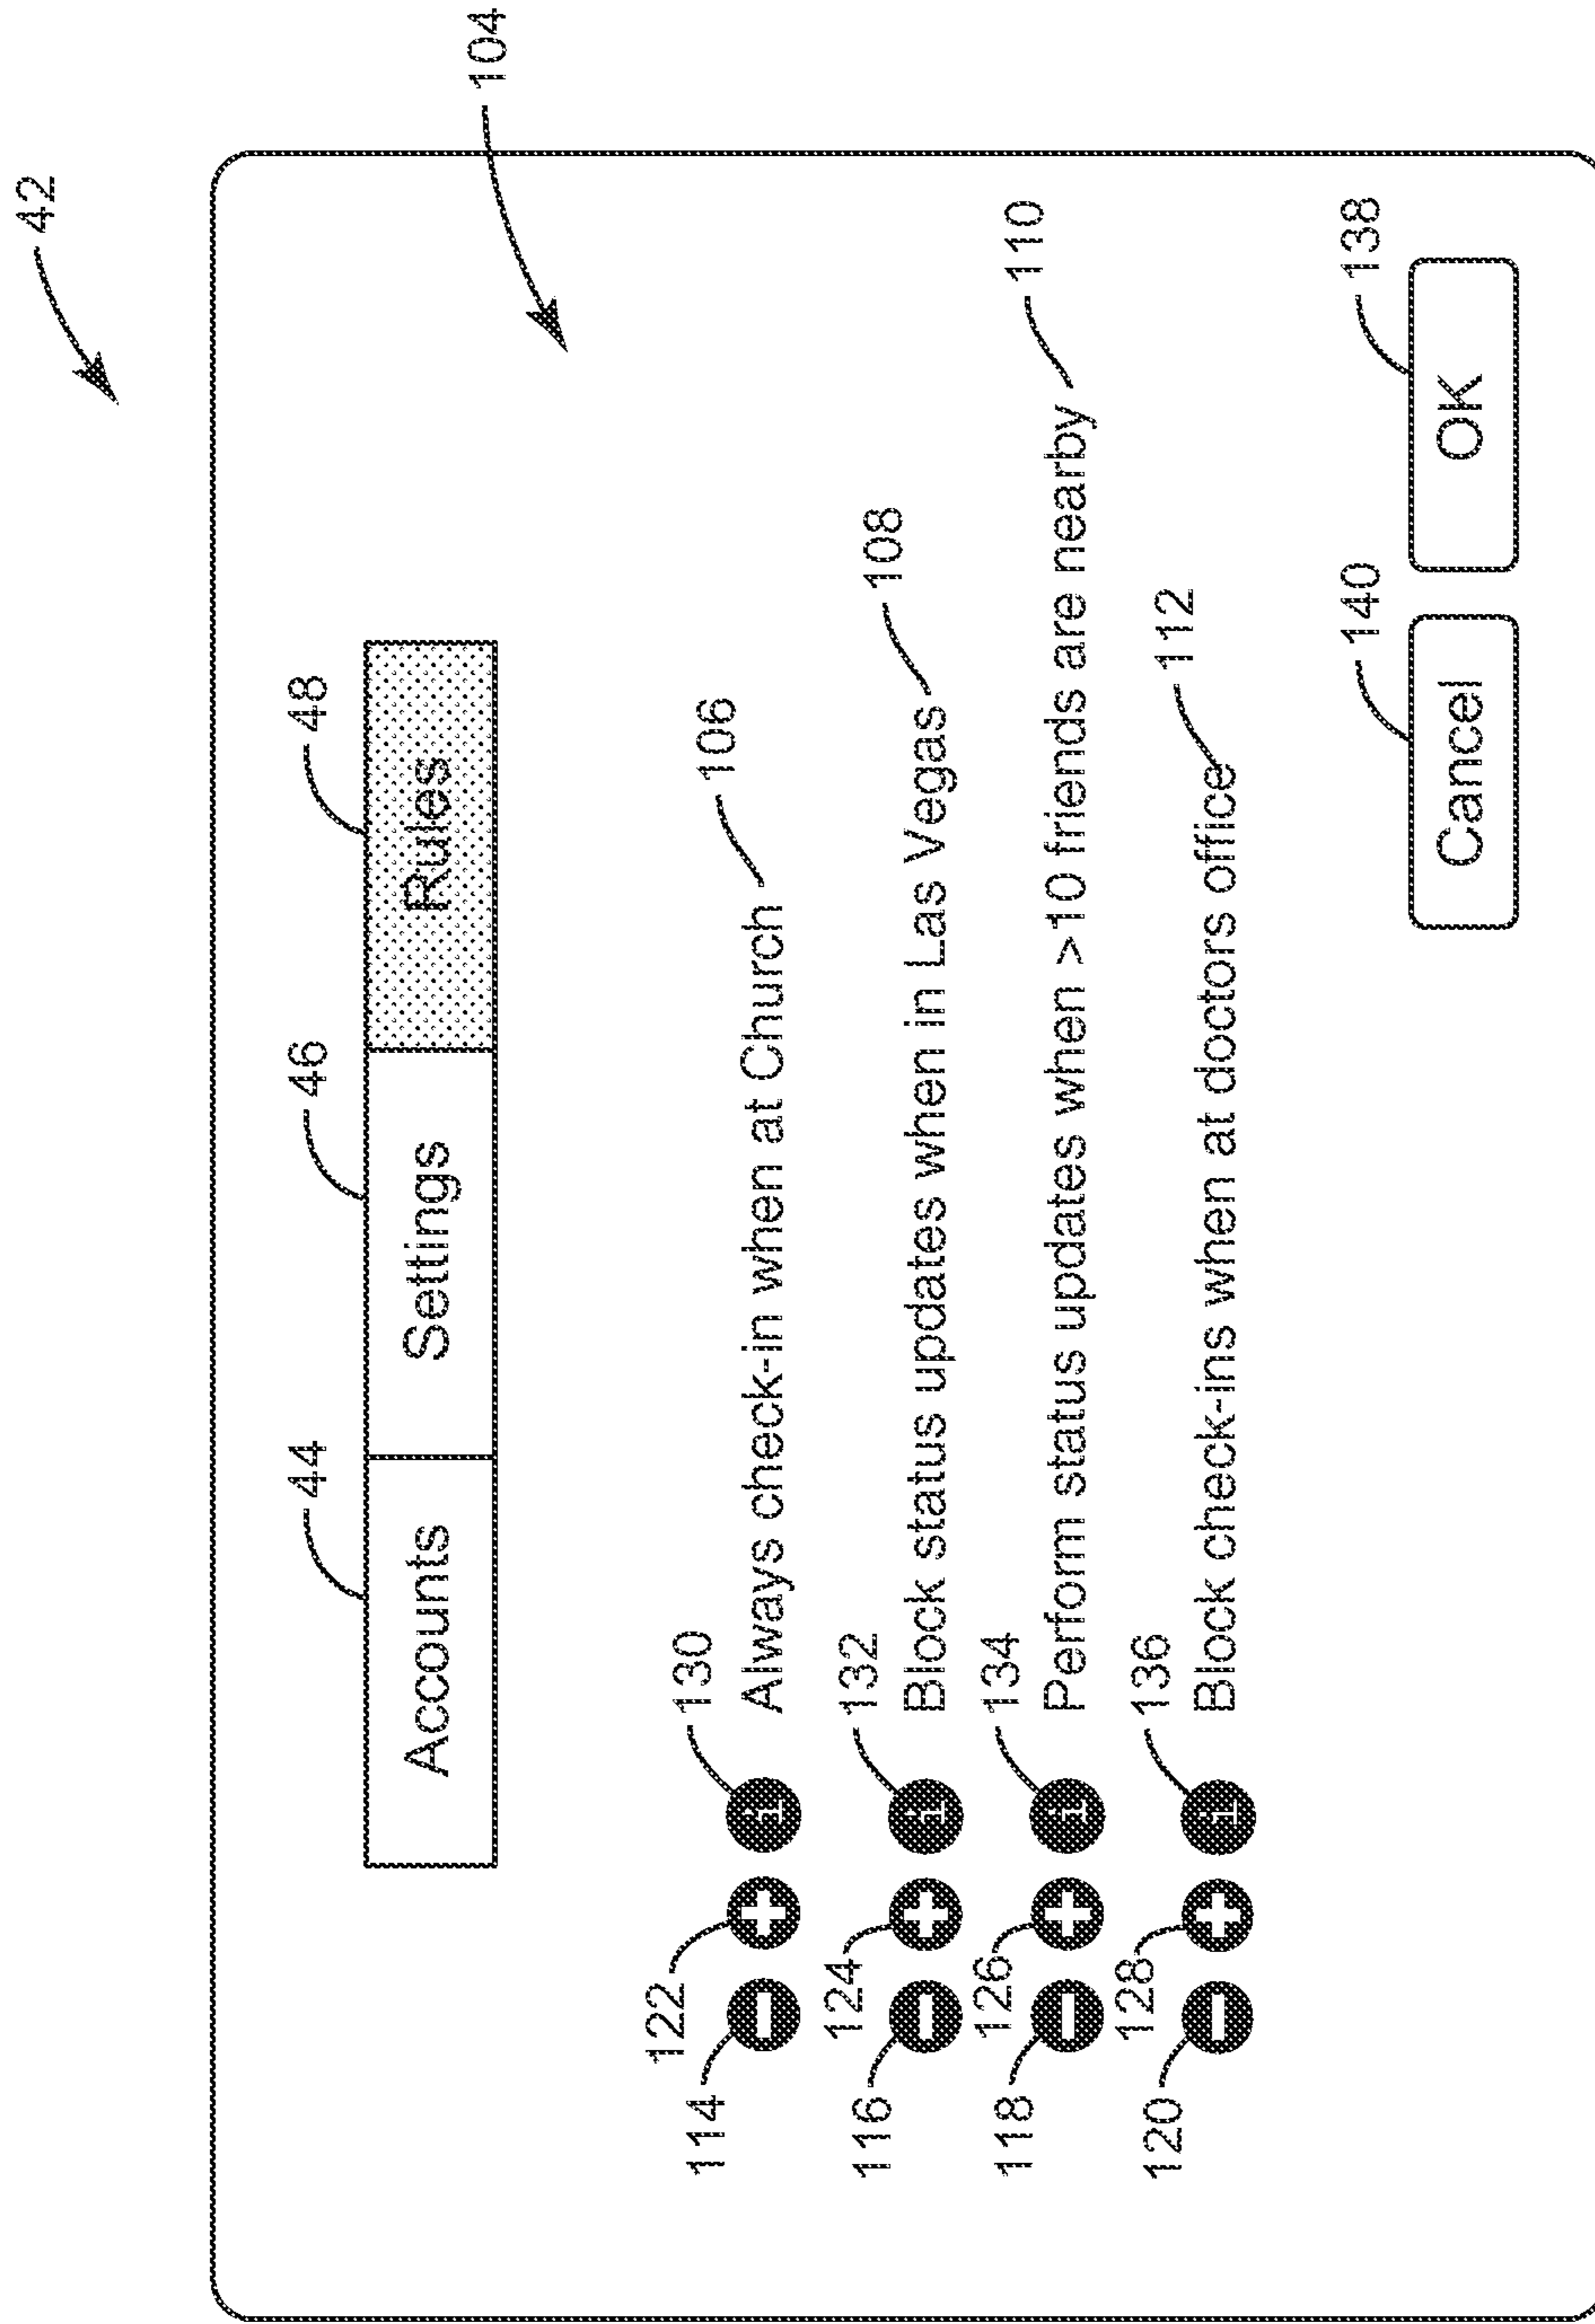 42
104
44 46 48
Accounts Settings Rules
122 130 106
114 Always check-in when at Church
124 132 108
116 Block status updates when in Las Vegas
126 134 110
118 Perform status updates when >10 friends are nearby
128 136 112
120 Block check-ins when at doctors office
140 138
Cancel OK